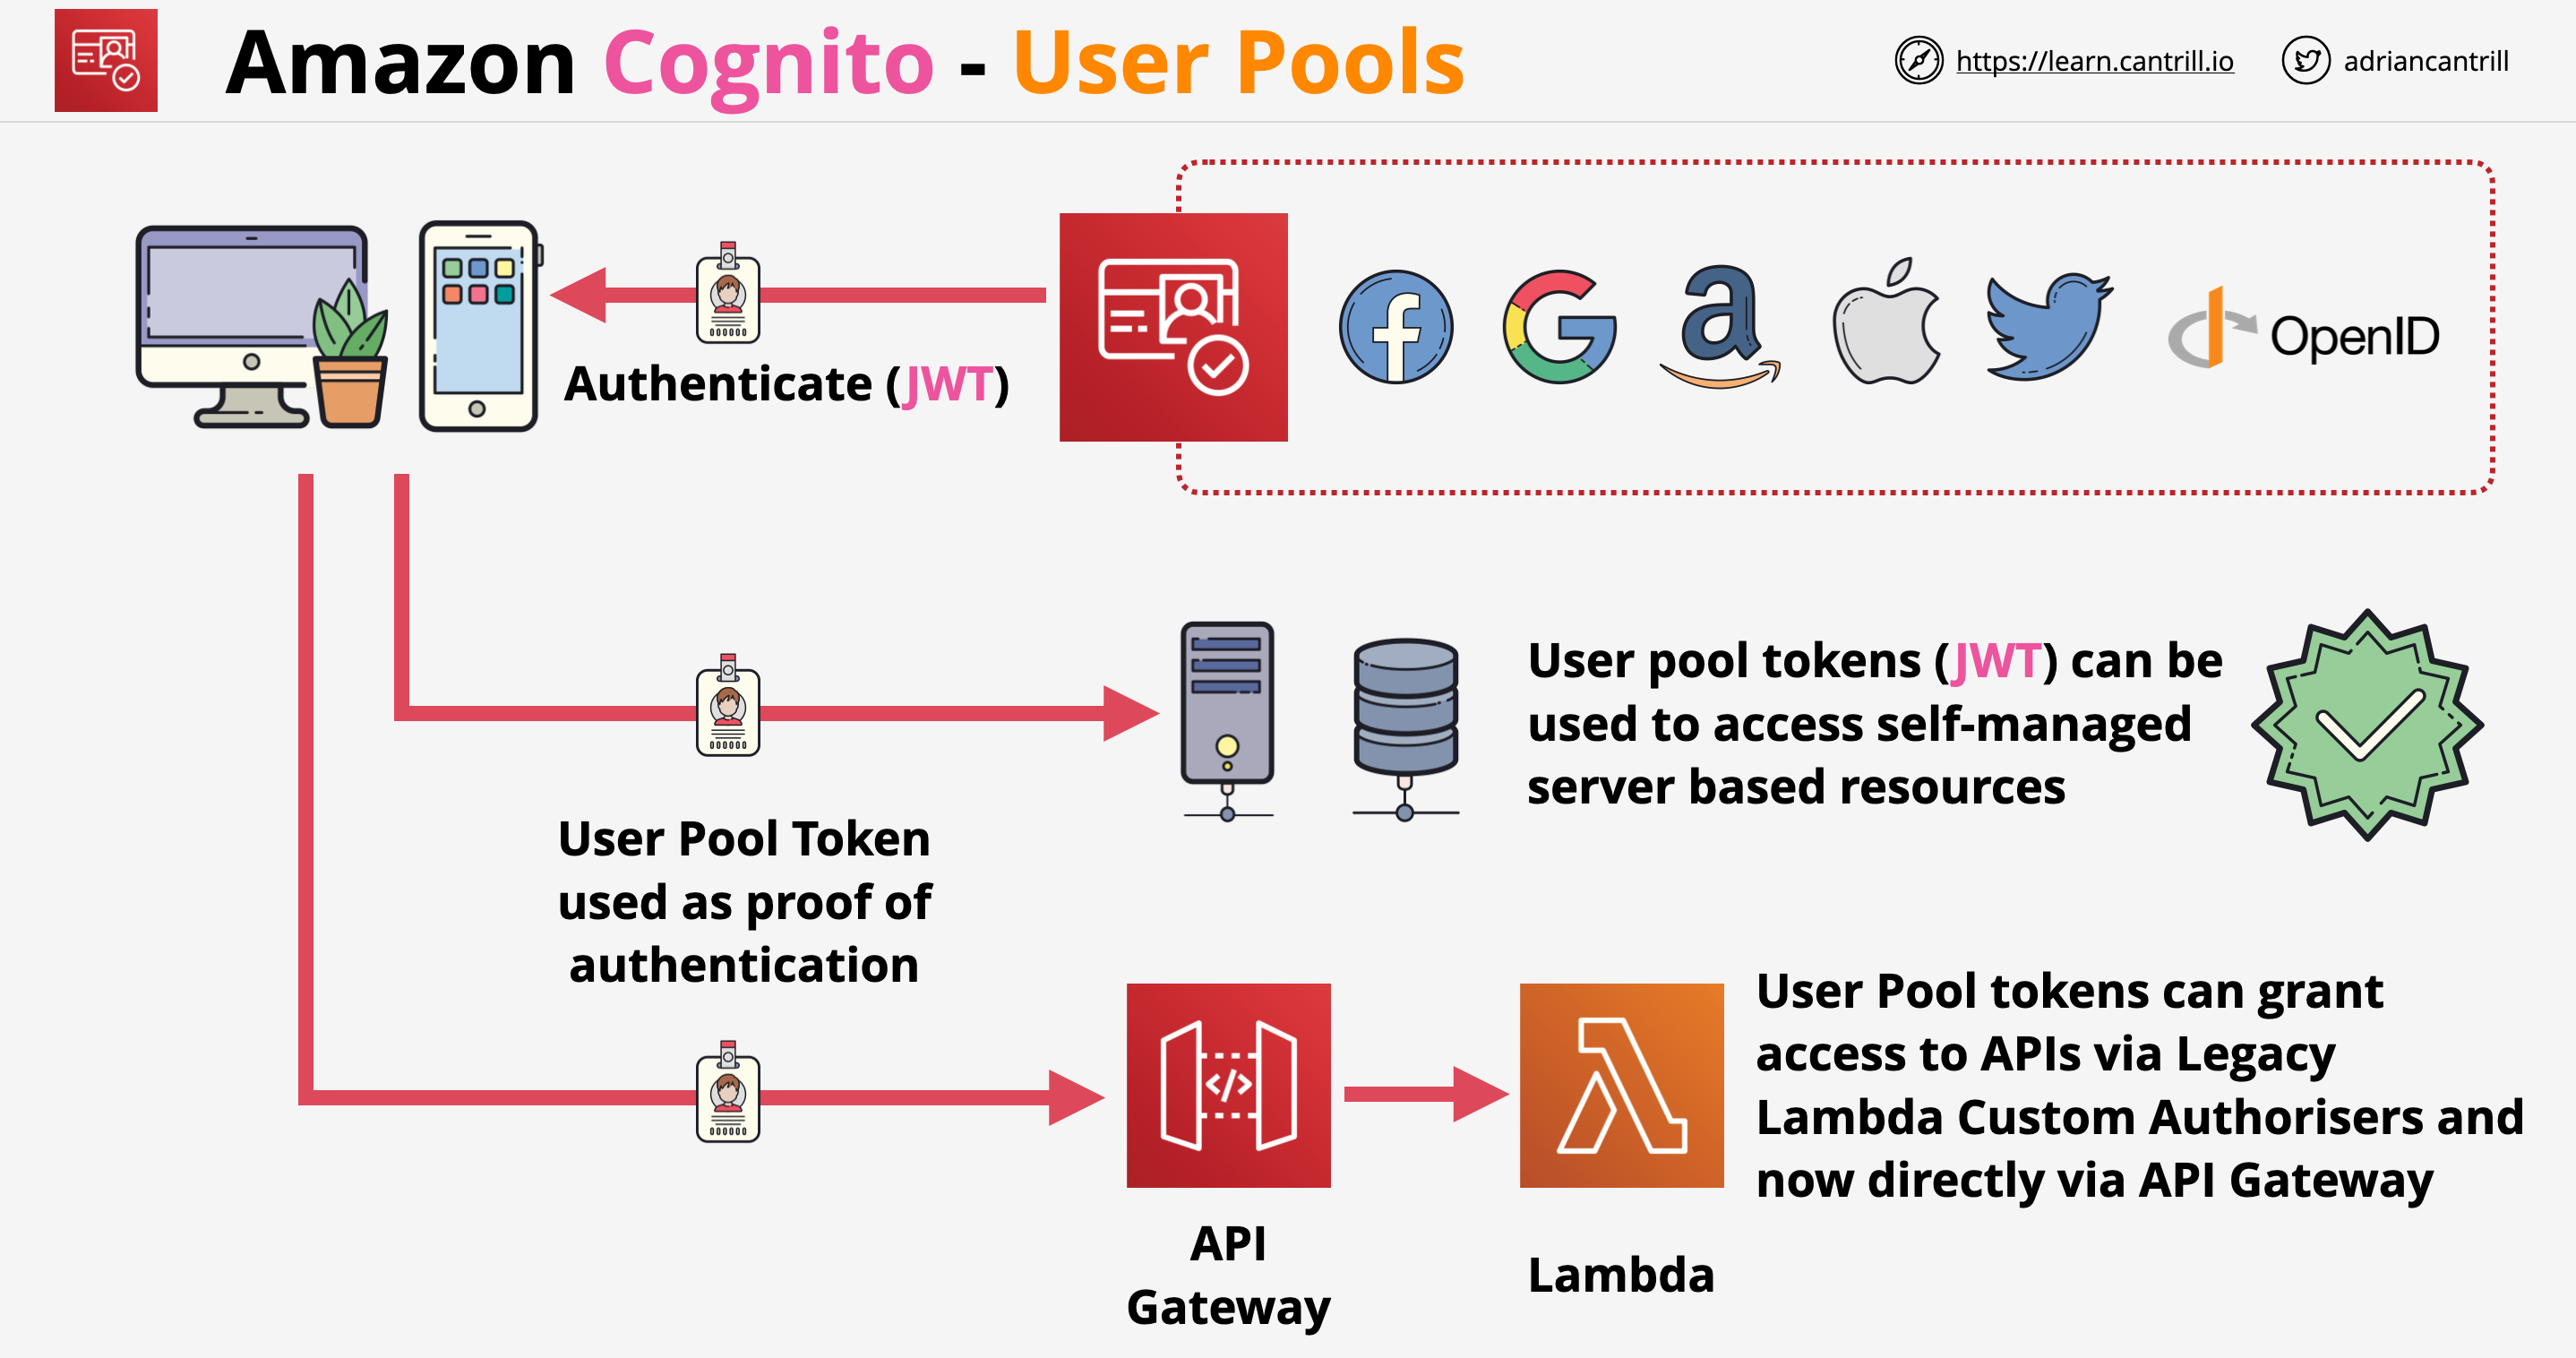 Amazon Cognito - User Pools
https://learn.cantrill.io
adriancantrill
Authenticate (JWT)
OpenID
User pool tokens (JWT) can be
used to access self-managed
server based resources
User Pool Token
used as proof of
authentication
User Pool tokens can grant
access to APIs via Legacy
Lambda Custom Authorisers and
now directly via API Gateway
API
Gateway
Lambda